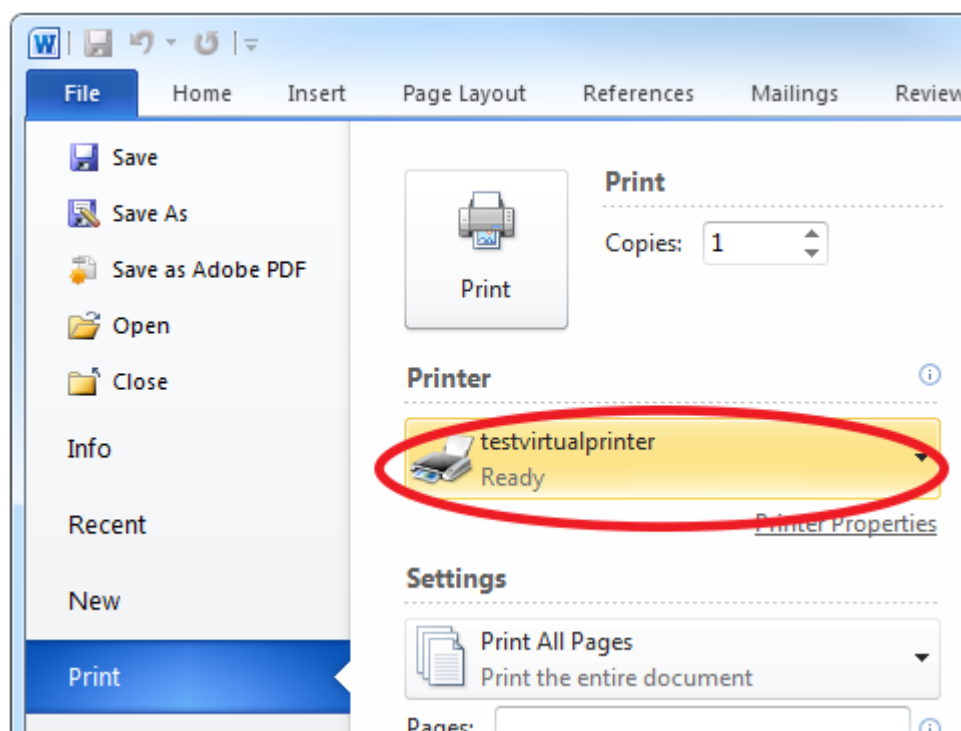 W
File Home Insert Page Layout References Mailings Review
Save
Save As
Save as Adobe PDF
Open
Close
Info
Recent
New
Print
Print
Print
Copies: 1
Printer
testvirtualprinter
Ready
Printer Properties
Settings
Print All Pages
Print the entire document
Pages: